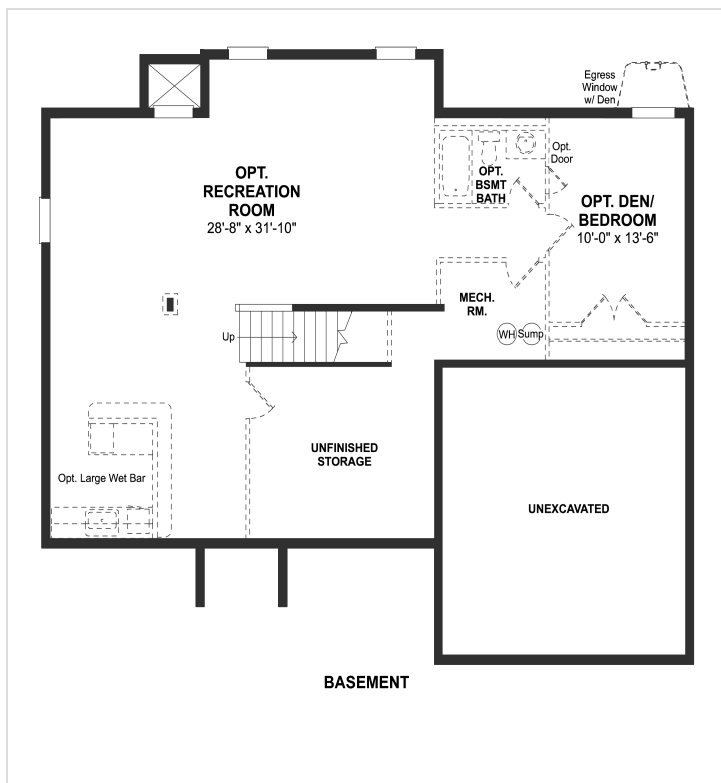 Egress
Window
w/ Den
Opt.
Door
OPT.
RECREATION
ROOM
28'-8" x 31'-10"
OPT.
BSMT
BATH
OPT. DEN/
BEDROOM
10'-0" x 13'-6"
MECH.
RM.
Up
WH Sump
UNFINISHED
STORAGE
Opt. Large Wet Bar
UNEXCAVATED
BASEMENT